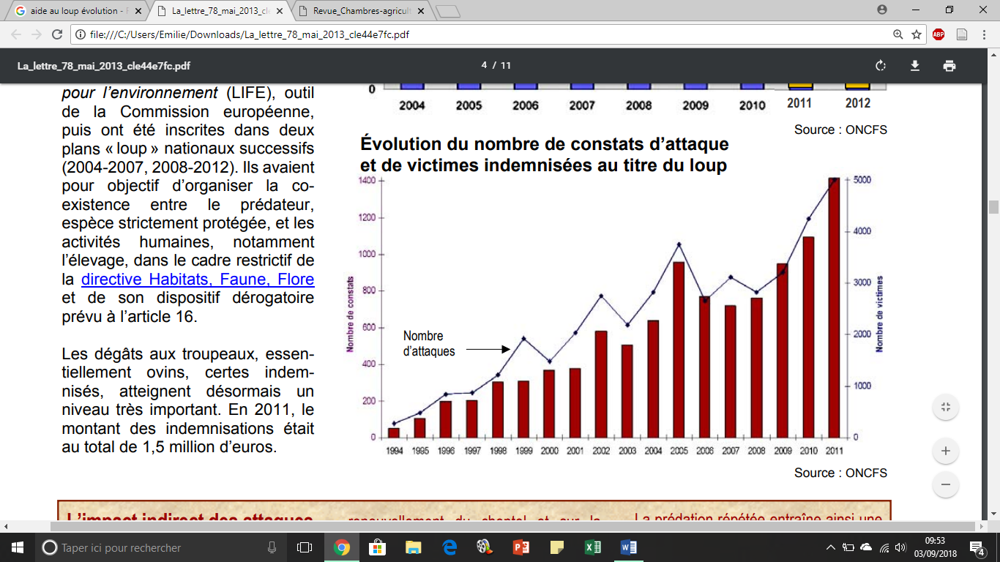 aide au loup évolution - 
La_lettre_78_mai_2013_cl
Revue_Chambres-agricult
file:///C:/Users/Emilie/Downloads/La_lettre_78_mai_2013_cle44e7fc.pdf
ABP
La_lettre_78_mai_2013_cle44e7fc.pdf
4 / 11
pour l’environnement (LIFE), outil
de la Commission européenne,
puis ont été inscrites dans deux
plans « loup » nationaux successifs
(2004-2007, 2008-2012). Ils avaient
pour objectif d’organiser la co-
existence entre le prédateur,
espèce strictement protégée, et les
activités humaines, notamment
l’élevage, dans le cadre restrictif de
la directive Habitats, Faune, Flore
et de son dispositif dérogatoire
prévu à l’article 16.
Les dégâts aux troupeaux, essen-
tiellement ovins, certes indem-
nisés, atteignent désormais un
niveau très important. En 2011, le
montant des indemnisations était
au total de 1,5 million d’euros.
0
2004 2005 2006 2007 2008 2009 2010 2011 2012
Source : ONCFS
Évolution du nombre de constats d’attaque
et de victimes indemnisées au titre du loup
Nombre de constats
1400
1200
1000
800
600
400
200
0
Nombre
d’attaques
5000
4000
3000
2000
1000
0
Nombre de victimes
1994 1995 1996 1997 1998 1999 2000 2001 2002 2003 2004 2005 2006 2007 2008 2009 2010 2011
Source : ONCFS
L’impact indirect des attaques
renouvellement du cheptel et sur la
La prédation répétée entraîne ainsi une
Taper ici pour rechercher
09:53
03/09/2018
4